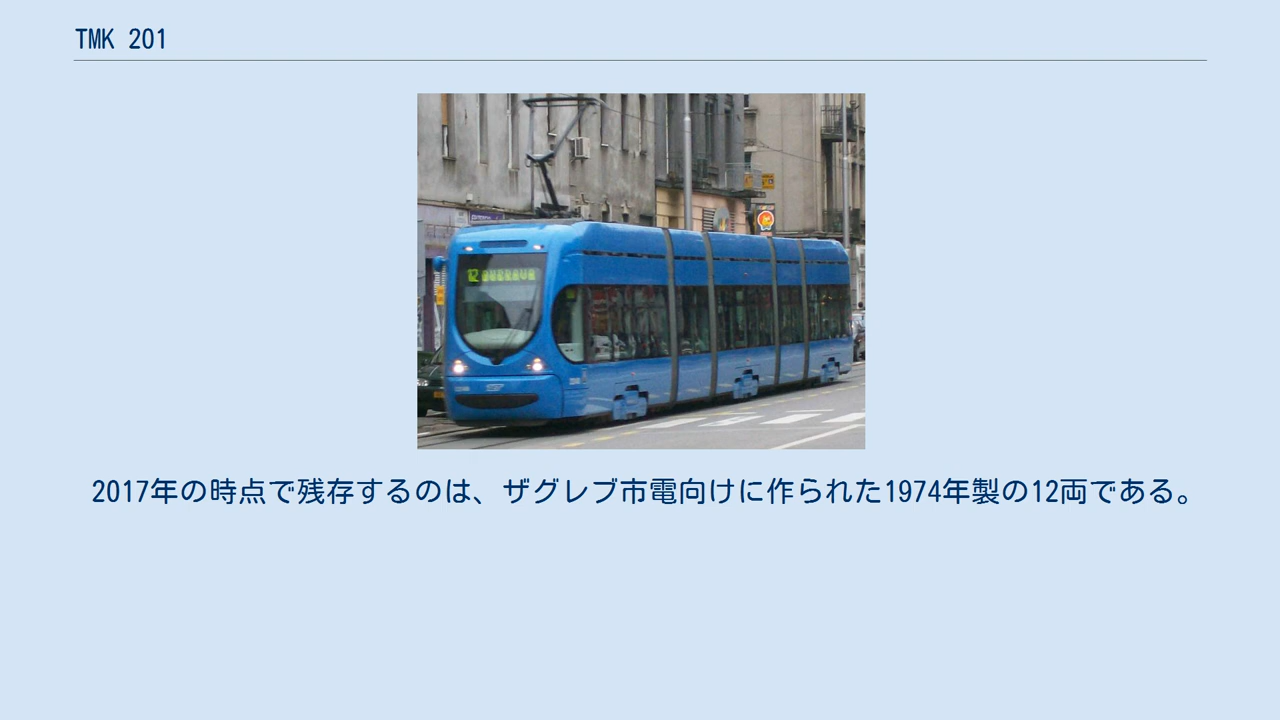 TMK 201
12 DUBRAVA
2017年の時点で残存するのは、ザグレブ市電向けに作られた1974年製の12両である。